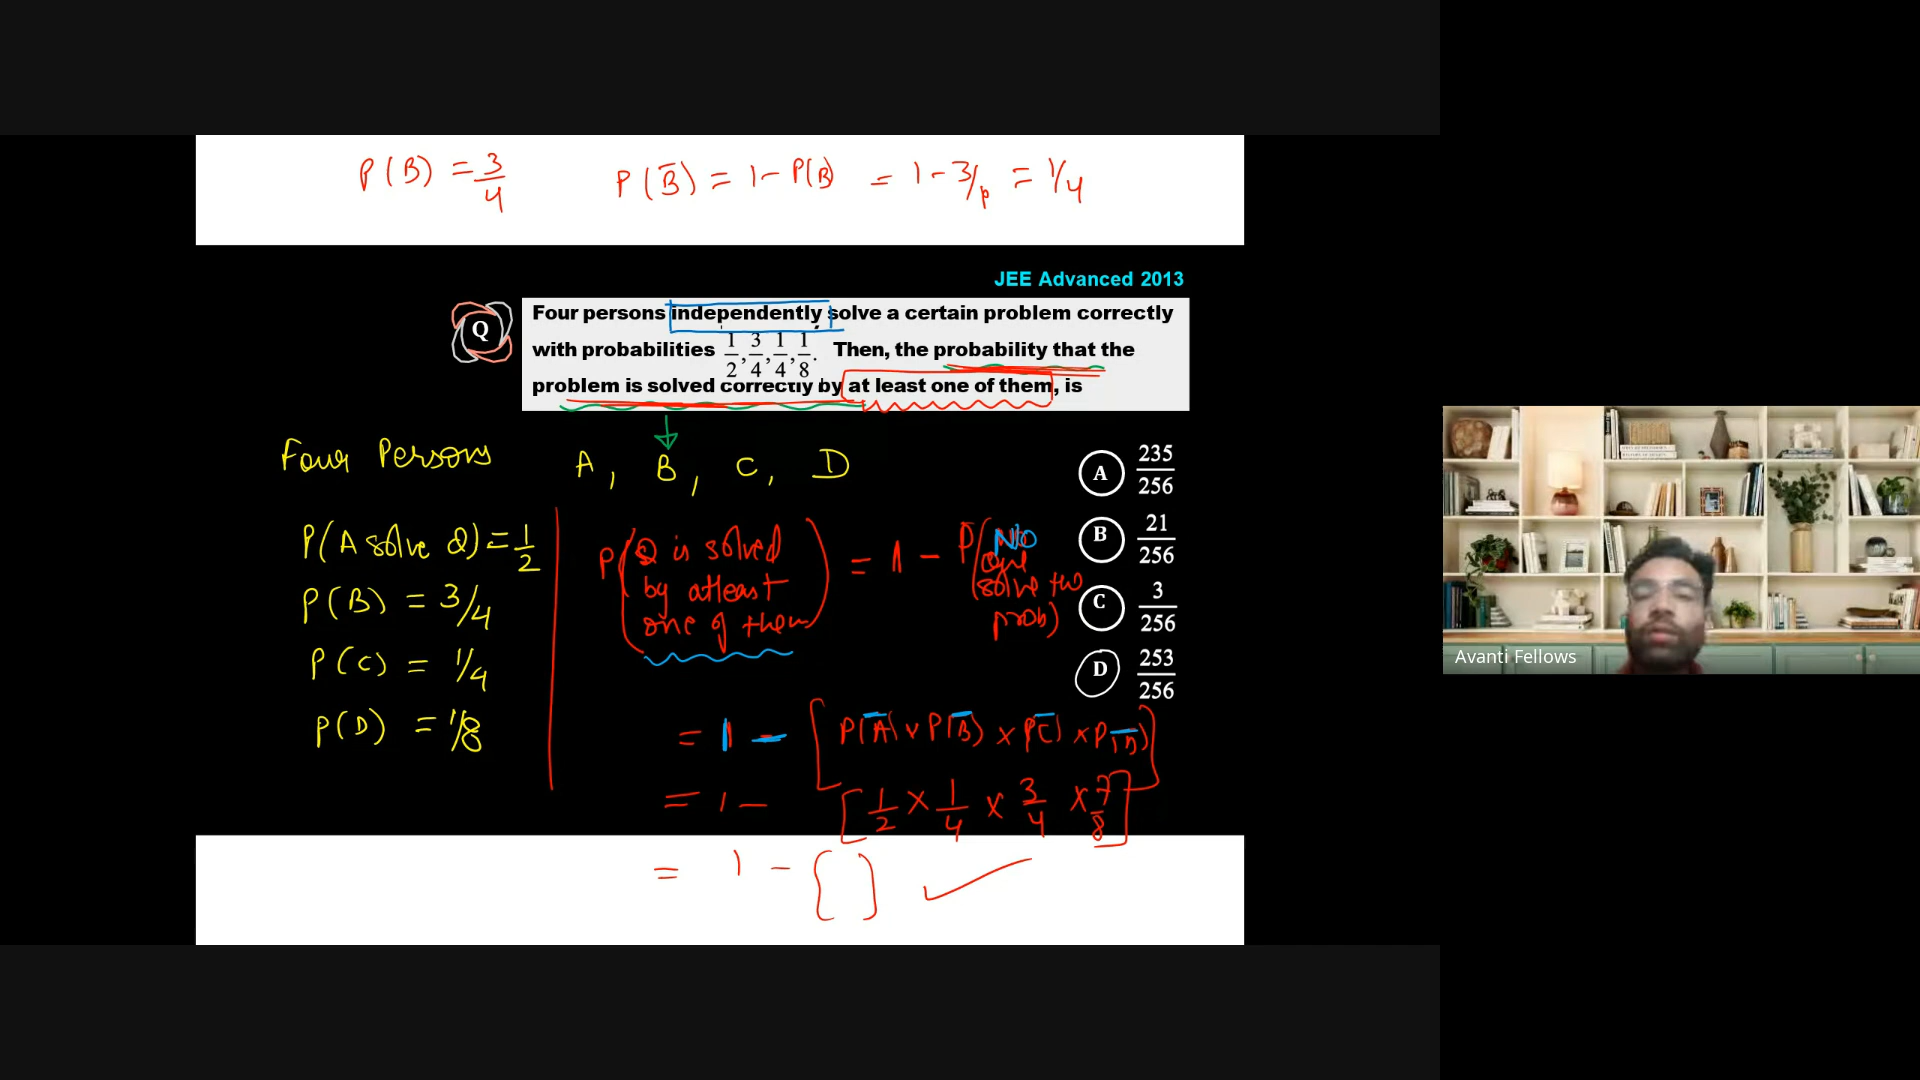 P(B) = 3/4    P(B̅) = 1 - P(B) = 1 - 3/p = 1/4
JEE Advanced 2013
Q
Four persons independently solve a certain problem correctly
with probabilities 1/2, 3/4, 1/4, 1/8. Then, the probability that the
problem is solved correctly by at least one of them, is
Four Persons A, B, C, D
P(A solve Q) = 1/2
P(B) = 3/4
P(C) = 1/4
P(D) = 1/8
P(Q is solved
by atleast
one of them) = 1 - P(No
one
solve the
prob)
= 1 - [P(A̅) x P(B̅) x P(C̅) x P(D̅)]
= 1 - [1/2 x 1/4 x 3/4 x 7/8]
= 1 - [ ]
A 235/256
B 21/256
C 3/256
D 253/256
Avanti Fellows